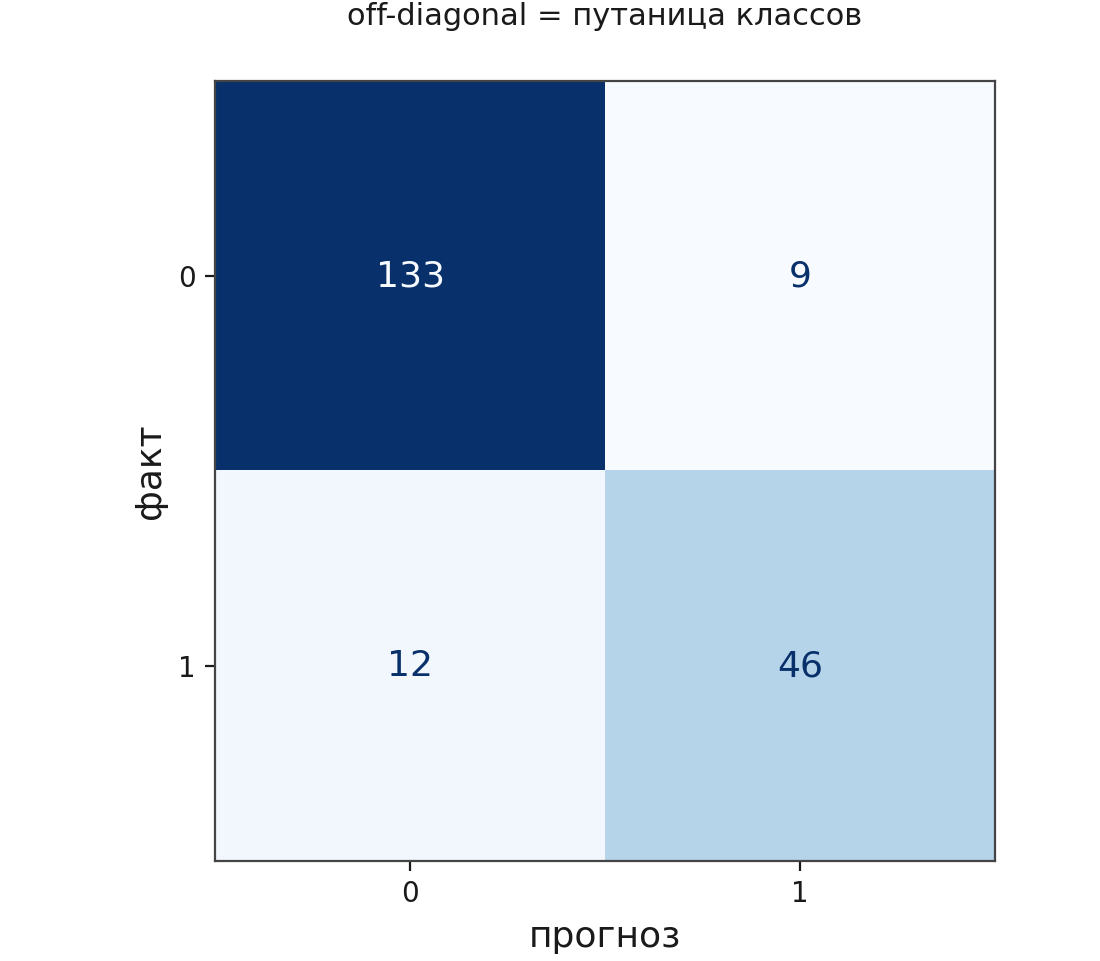 off-diagonal = путаница классов
0
133
9
факт
1
12
46
0
1
прогноз